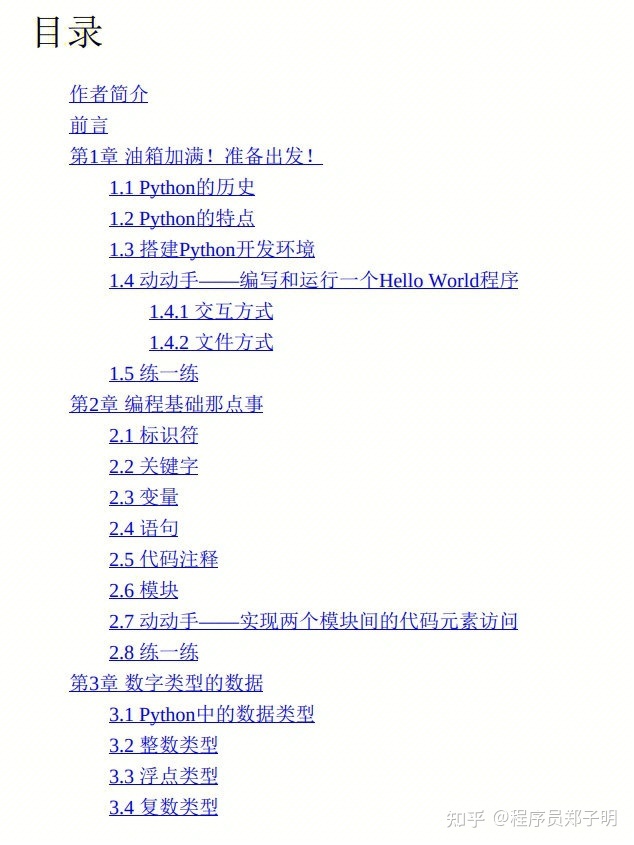 目录
作者简介
前言
第1章 油箱加满！准备出发！
1.1 Python的历史
1.2 Python的特点
1.3 搭建Python开发环境
1.4 动动手——编写和运行一个Hello World程序
1.4.1 交互方式
1.4.2 文件方式
1.5 练一练
第2章 编程基础那点事
2.1 标识符
2.2 关键字
2.3 变量
2.4 语句
2.5 代码注释
2.6 模块
2.7 动动手——实现两个模块间的代码元素访问
2.8 练一练
第3章 数字类型的数据
3.1 Python中的数据类型
3.2 整数类型
3.3 浮点类型
3.4 复数类型
知乎 @程序员郑子明